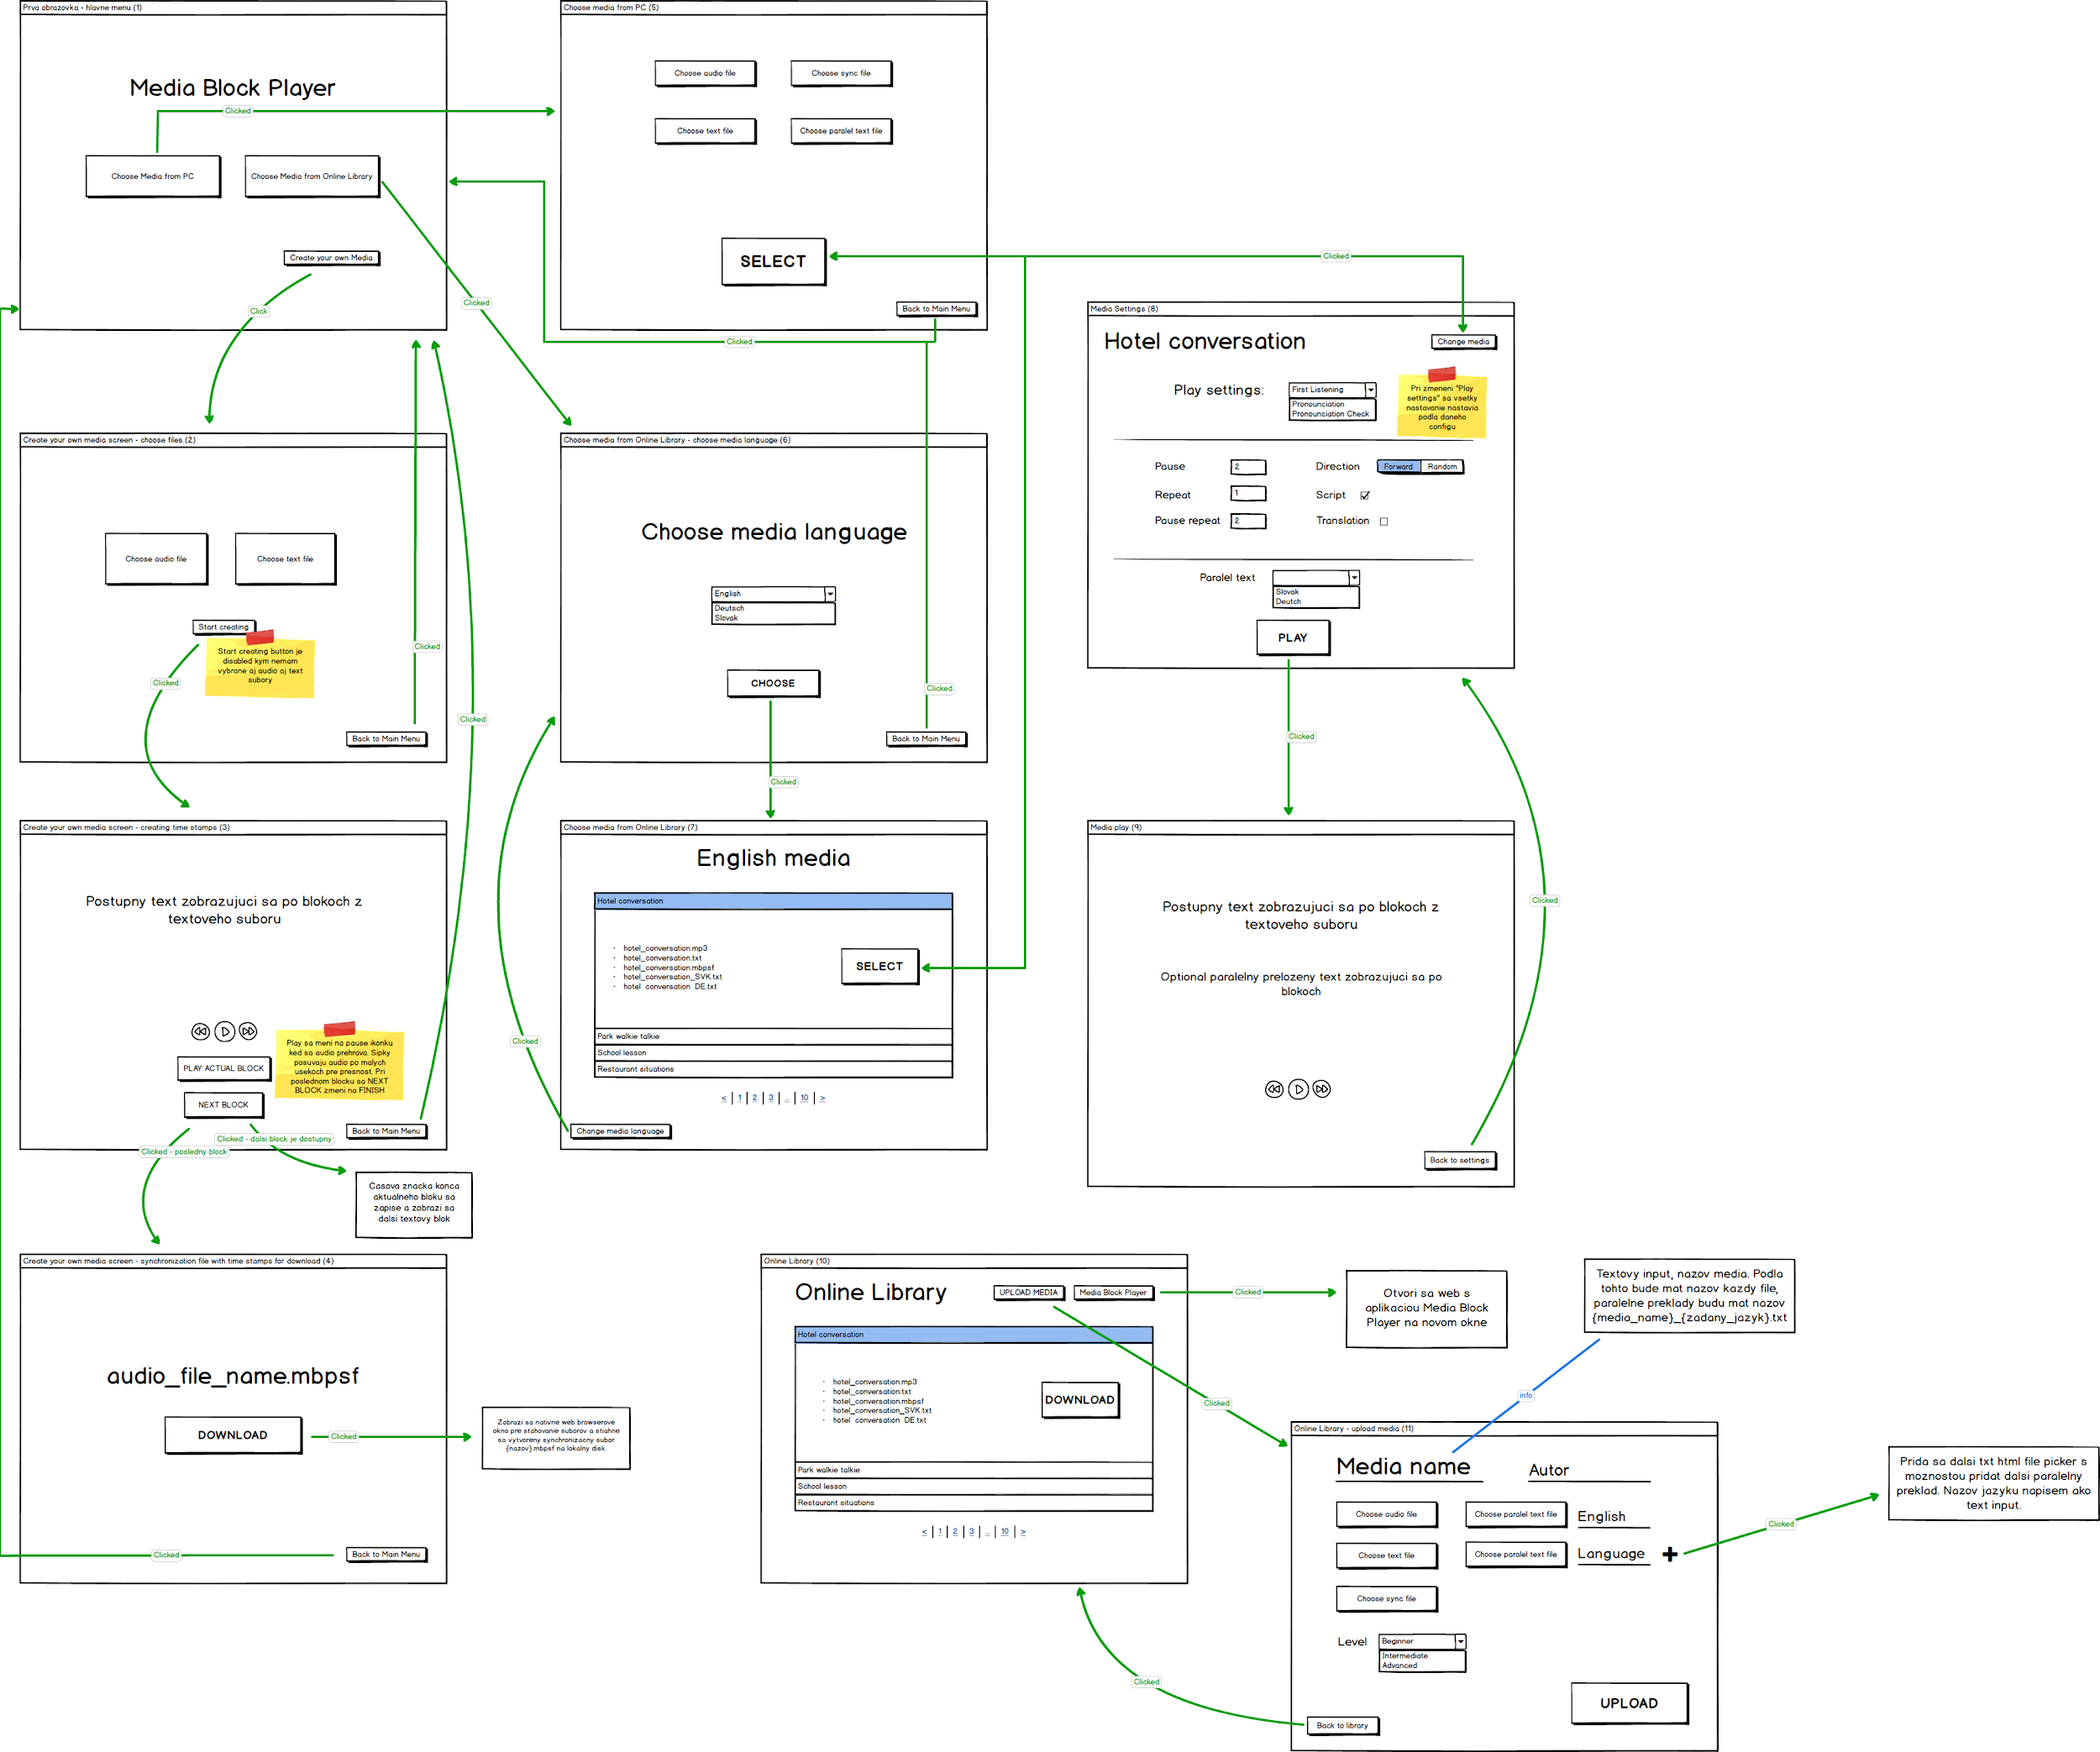 Prva obrazovka - hlavne menu (1)
Media Block Player
Clicked
Choose Media from PC
Choose Media from Online Library
Create your own Media
Click
Clicked
Choose media from PC (5)
Choose audio file
Choose sync file
Choose text file
Choose paralel text file
SELECT
Back to Main Menu
Clicked
Clicked
Create your own media screen - choose files (2)
Choose audio file
Choose text file
Start creating
Start creating button je
disabled kym nemam
vybrane aj audio aj text
subory
Clicked
Clicked
Clicked
Back to Main Menu
Choose media from Online Library - choose media language (6)
Choose media language
English
Deutsch
Slovak
CHOOSE
Clicked
Back to Main Menu
Clicked
Media Settings (8)
Hotel conversation
Change media
Play settings:
First Listening
Pronounciation
Pronounciation Check
Pri zmeneni "Play
settings" sa vsetky
nastavanie nastavia
podla daneho
configu
Pause
2
Direction
Forward
Random
Repeat
1
Script
Pause repeat
2
Translation
Paralel text
Slovak
Deutch
PLAY
Clicked
Clicked
Create your own media screen - creating time stamps (3)
Postupny text zobrazujuci sa po blokoch z
textoveho suboru
PLAY ACTUAL BLOCK
NEXT BLOCK
Play sa meni na pause ikonku
ked sa audio prehrava. Sipky
posuvaju audio po malych
usekoch pre presnost. Pri
poslednom blocku sa NEXT
BLOCK zmeni na FINISH
Back to Main Menu
Clicked - dalsi block je dostupny
Clicked - posledny block
Casova znacka konca
aktualneho bloku sa
zapise a zobrazi sa
dalsi textovy blok
Choose media from Online Library (7)
English media
Hotel conversation
· hotel_conversation.mp3
· hotel_conversation.txt
· hotel_conversation.mbpsf
· hotel_conversation_SVK.txt
· hotel conversation DE.txt
SELECT
Park walkie talkie
School lesson
Restaurant situations
< | 1 | 2 | 3 | ... | 10 | >
Change media language
Clicked
Media play (9)
Postupny text zobrazujuci sa po blokoch z
textoveho suboru
Optional paralelny prelozeny text zobrazujuci sa po
blokoch
Back to settings
Create your own media screen - synchronization file with time stamps for download (4)
audio_file_name.mbpsf
DOWNLOAD
Clicked
Zobrazi sa nativne web browserove
okno pre stahovanie suborov a stiahne
sa vytvoreny synchronizacny subor
{nazov}.mbpsf na lokalny disk.
Clicked
Back to Main Menu
Online Library (10)
Online Library
UPLOAD MEDIA
Media Block Player
Clicked
Otvori sa web s
aplikaciou Media Block
Player na novom okne
Hotel conversation
· hotel_conversation.mp3
· hotel_conversation.txt
· hotel_conversation.mbpsf
· hotel_conversation_SVK.txt
· hotel conversation DE.txt
DOWNLOAD
Park walkie talkie
School lesson
Restaurant situations
< | 1 | 2 | 3 | ... | 10 | >
Clicked
Textovy input, nazov media. Podla
tohto bude mat nazov kazdy file,
paralelne preklady budu mat nazov
{media_name}_{zadany_jazyk}.txt
info
Online Library - upload media (11)
Media name
Autor
Choose audio file
Choose paralel text file
English
Choose text file
Choose paralel text file
Language
Choose sync file
Level
Beginner
Intermediate
Advanced
UPLOAD
Back to library
Clicked
Clicked
Prida sa dalsi txt html file picker s
moznostou pridat dalsi paralelny
preklad. Nazov jazyku napisem ako
text input.